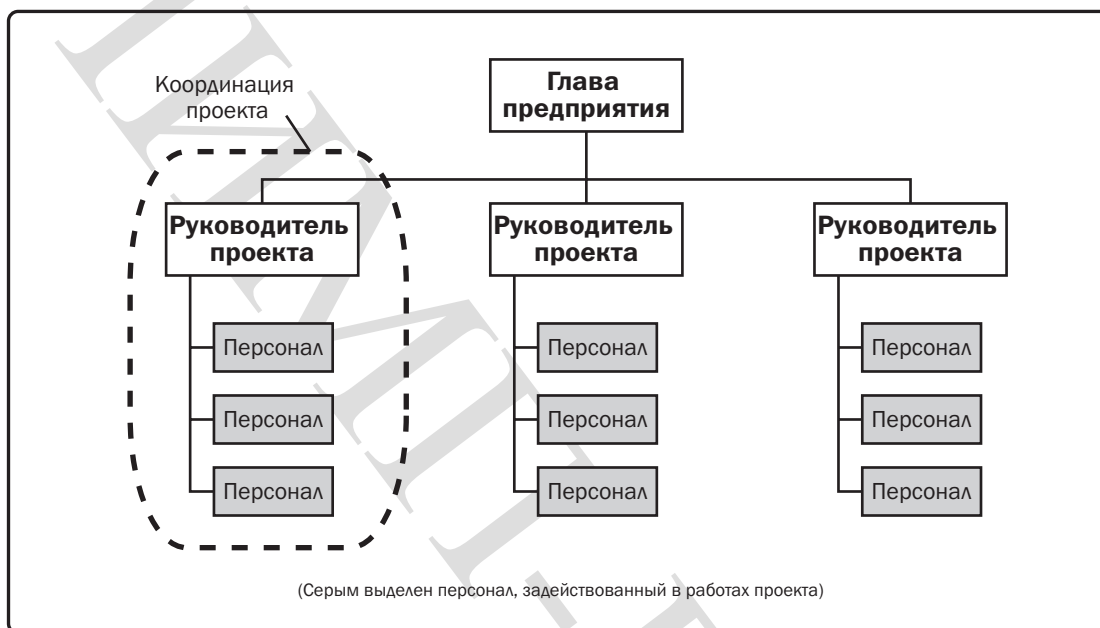 Координация
проекта
Глава
предприятия
Руководитель
проекта
Руководитель
проекта
Руководитель
проекта
Персонал
Персонал
Персонал
Персонал
Персонал
Персонал
Персонал
Персонал
Персонал
(Серым выделен персонал, задействованный в работах проекта)